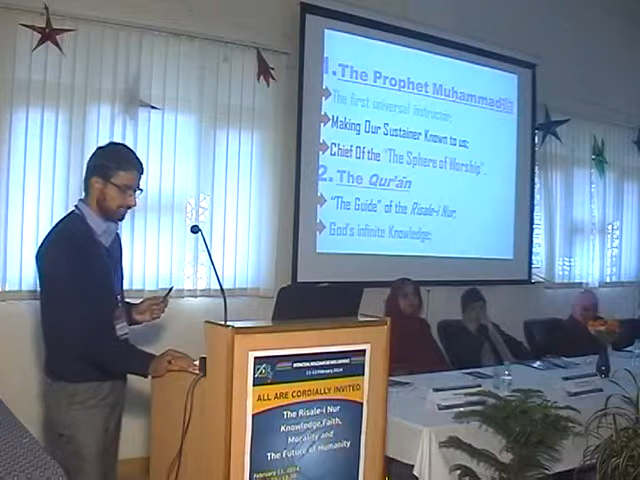 1. The Prophet Muhammad
The first universal instructor;
Making Our Sustainer Known to us;
Chief Of the "The Sphere of Worship".
2. The Qur'ān
"The Guide" of the Risale-i Nur;
God's infinite Knowledge;
ALL ARE CORDIALLY INVITED
The Risale-i Nur
Knowledge, Faith,
Morality and
The Future of Humanity
February 11, 2014